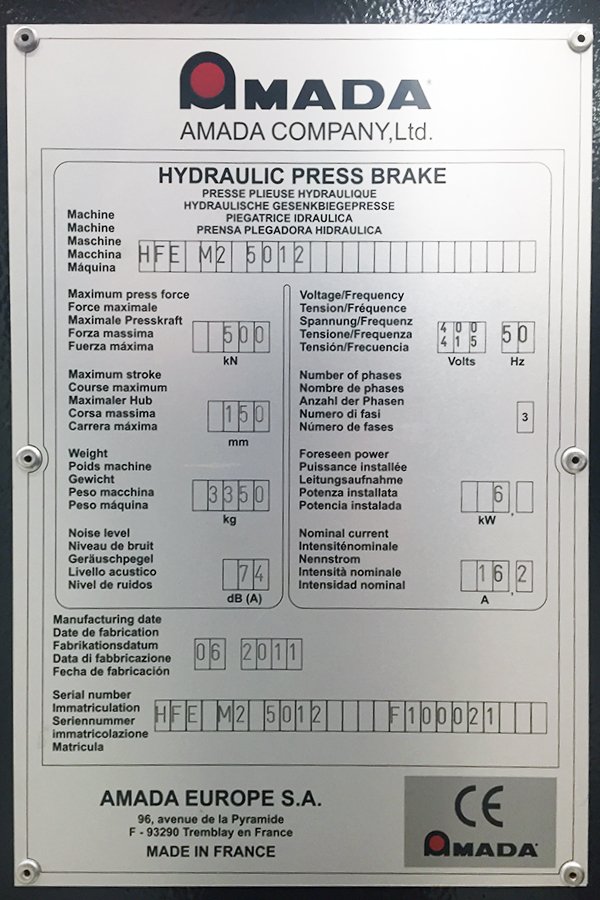 AMADA
AMADA COMPANY,Ltd.
HYDRAULIC PRESS BRAKE
PRESSE PLIEUSE HYDRAULIQUE
HYDRAULISCHE GESENKBIEGEPRESSE
PIEGATRICE IDRAULICA
PRENSA PLEGADORA HIDRAULICA
Machine
Machine
Maschine
Macchina
Máquina
HFE M2 5012
Maximum press force
Force maximale
Maximale Presskraft
Forza massima
Fuerza máxima
500
kN
Maximum stroke
Course maximum
Maximaler Hub
Corsa massima
Carrera máxima
150
mm
Weight
Poids machine
Gewicht
Peso macchina
Peso máquina
3350
kg
Noise level
Niveau de bruit
Geräuschpegel
Livello acustico
Nivel de ruidos
74
dB (A)
Voltage/Frequency
Tension/Fréquence
Spannung/Frequenz
Tensione/Frequenza
Tensión/Frecuencia
400
415
Volts
50
Hz
Number of phases
Nombre de phases
Anzahl der Phasen
Numero di fasi
Número de fases
3
Foreseen power
Puissance installée
Leitungsaufnahme
Potenza installata
Potencia instalada
6,
kW
Nominal current
Intensiténominale
Nennstrom
Intensità nominale
Intensidad nominal
16,2
A
Manufacturing date
Date de fabrication
Fabrikationsdatum
Data di fabbricazione
Fecha de fabricación
06 2011
Serial number
Immatriculation
Seriennummer
immatricolazione
Matricula
HFE M2 5012 F100021
AMADA EUROPE S.A.
96, avenue de la Pyramide
F - 93290 Tremblay en France
MADE IN FRANCE
CE
AMADA